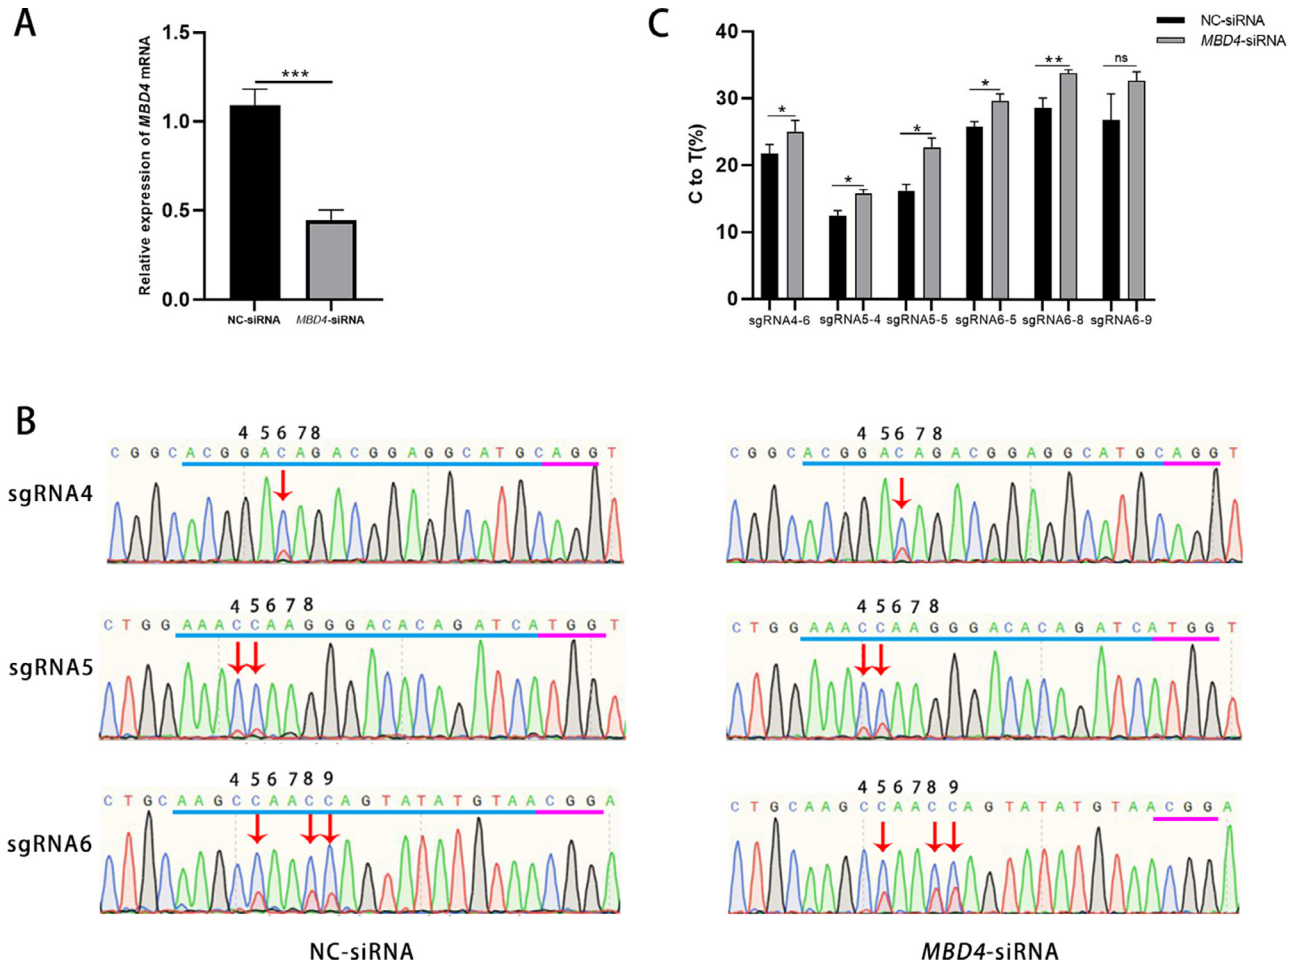 A
Relative expression of MBD4 mRNA
1.5
1.0
0.5
0.0
***
NC-siRNA
MBD4-siRNA
C
NC-siRNA
MBD4-siRNA
C to T(%)
40
30
20
10
0
*
*
*
*
**
ns
sgRNA4-6
sgRNA5-4
sgRNA5-5
sgRNA6-5
sgRNA6-8
sgRNA6-9
B
sgRNA4
4 5 6 7 8
C G G C A C G G A C A G A C G G A G G C A T G C A G G T
4 5 6 7 8
C G G C A C G G A C A G A C G G A G G C A T G C A G G T
sgRNA5
4 5 6 7 8
C T G G A A A C C A A G G G A C A C A G A T C A T G G T
4 5 6 7 8
C T G G A A A C C A A G G G A C A C A G A T C A T G G T
sgRNA6
4 5 6 7 8 9
C T G C A A G C C A A C C A G T A T A T G T A A C G G A
4 5 6 7 8 9
C T G C A A G C C A A C C A G T A T A T G T A A C G G A
NC-siRNA
MBD4-siRNA